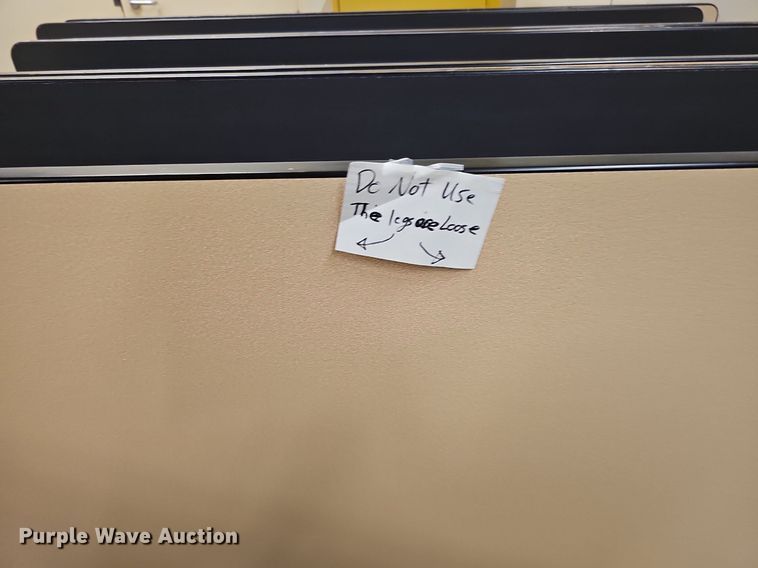 Do Not Use
The legs are Loose
Purple Wave Auction